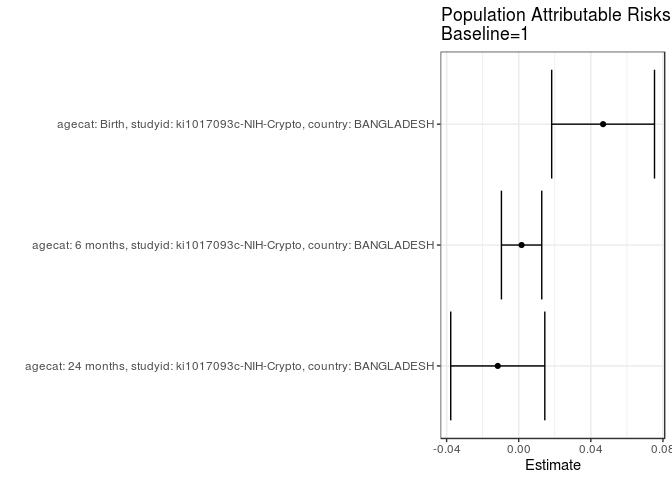 Population Attributable Risks
Baseline=1
agecat: Birth, studyid: ki1017093c-NIH-Crypto, country: BANGLADESH
agecat: 6 months, studyid: ki1017093c-NIH-Crypto, country: BANGLADESH
agecat: 24 months, studyid: ki1017093c-NIH-Crypto, country: BANGLADESH
-0.04 0.00 0.04 0.08
Estimate